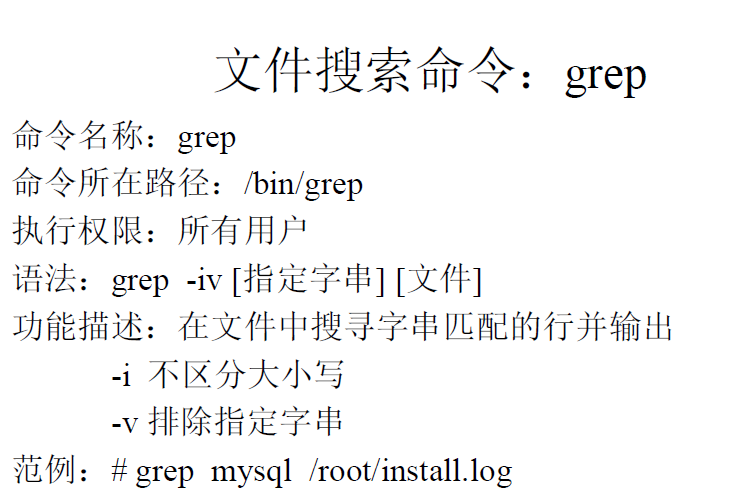 文件搜索命令：grep
命令名称：grep
命令所在路径：/bin/grep
执行权限：所有用户
语法：grep -iv [指定字串] [文件]
功能描述：在文件中搜寻字串匹配的行并输出
-i 不区分大小写
-v 排除指定字串
范例：# grep mysql /root/install.log